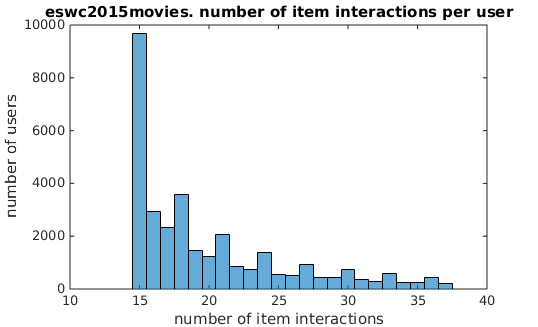 eswc2015movies. number of item interactions per user
10000
8000
6000
4000
2000
0
number of users
10 15 20 25 30 35 40
number of item interactions